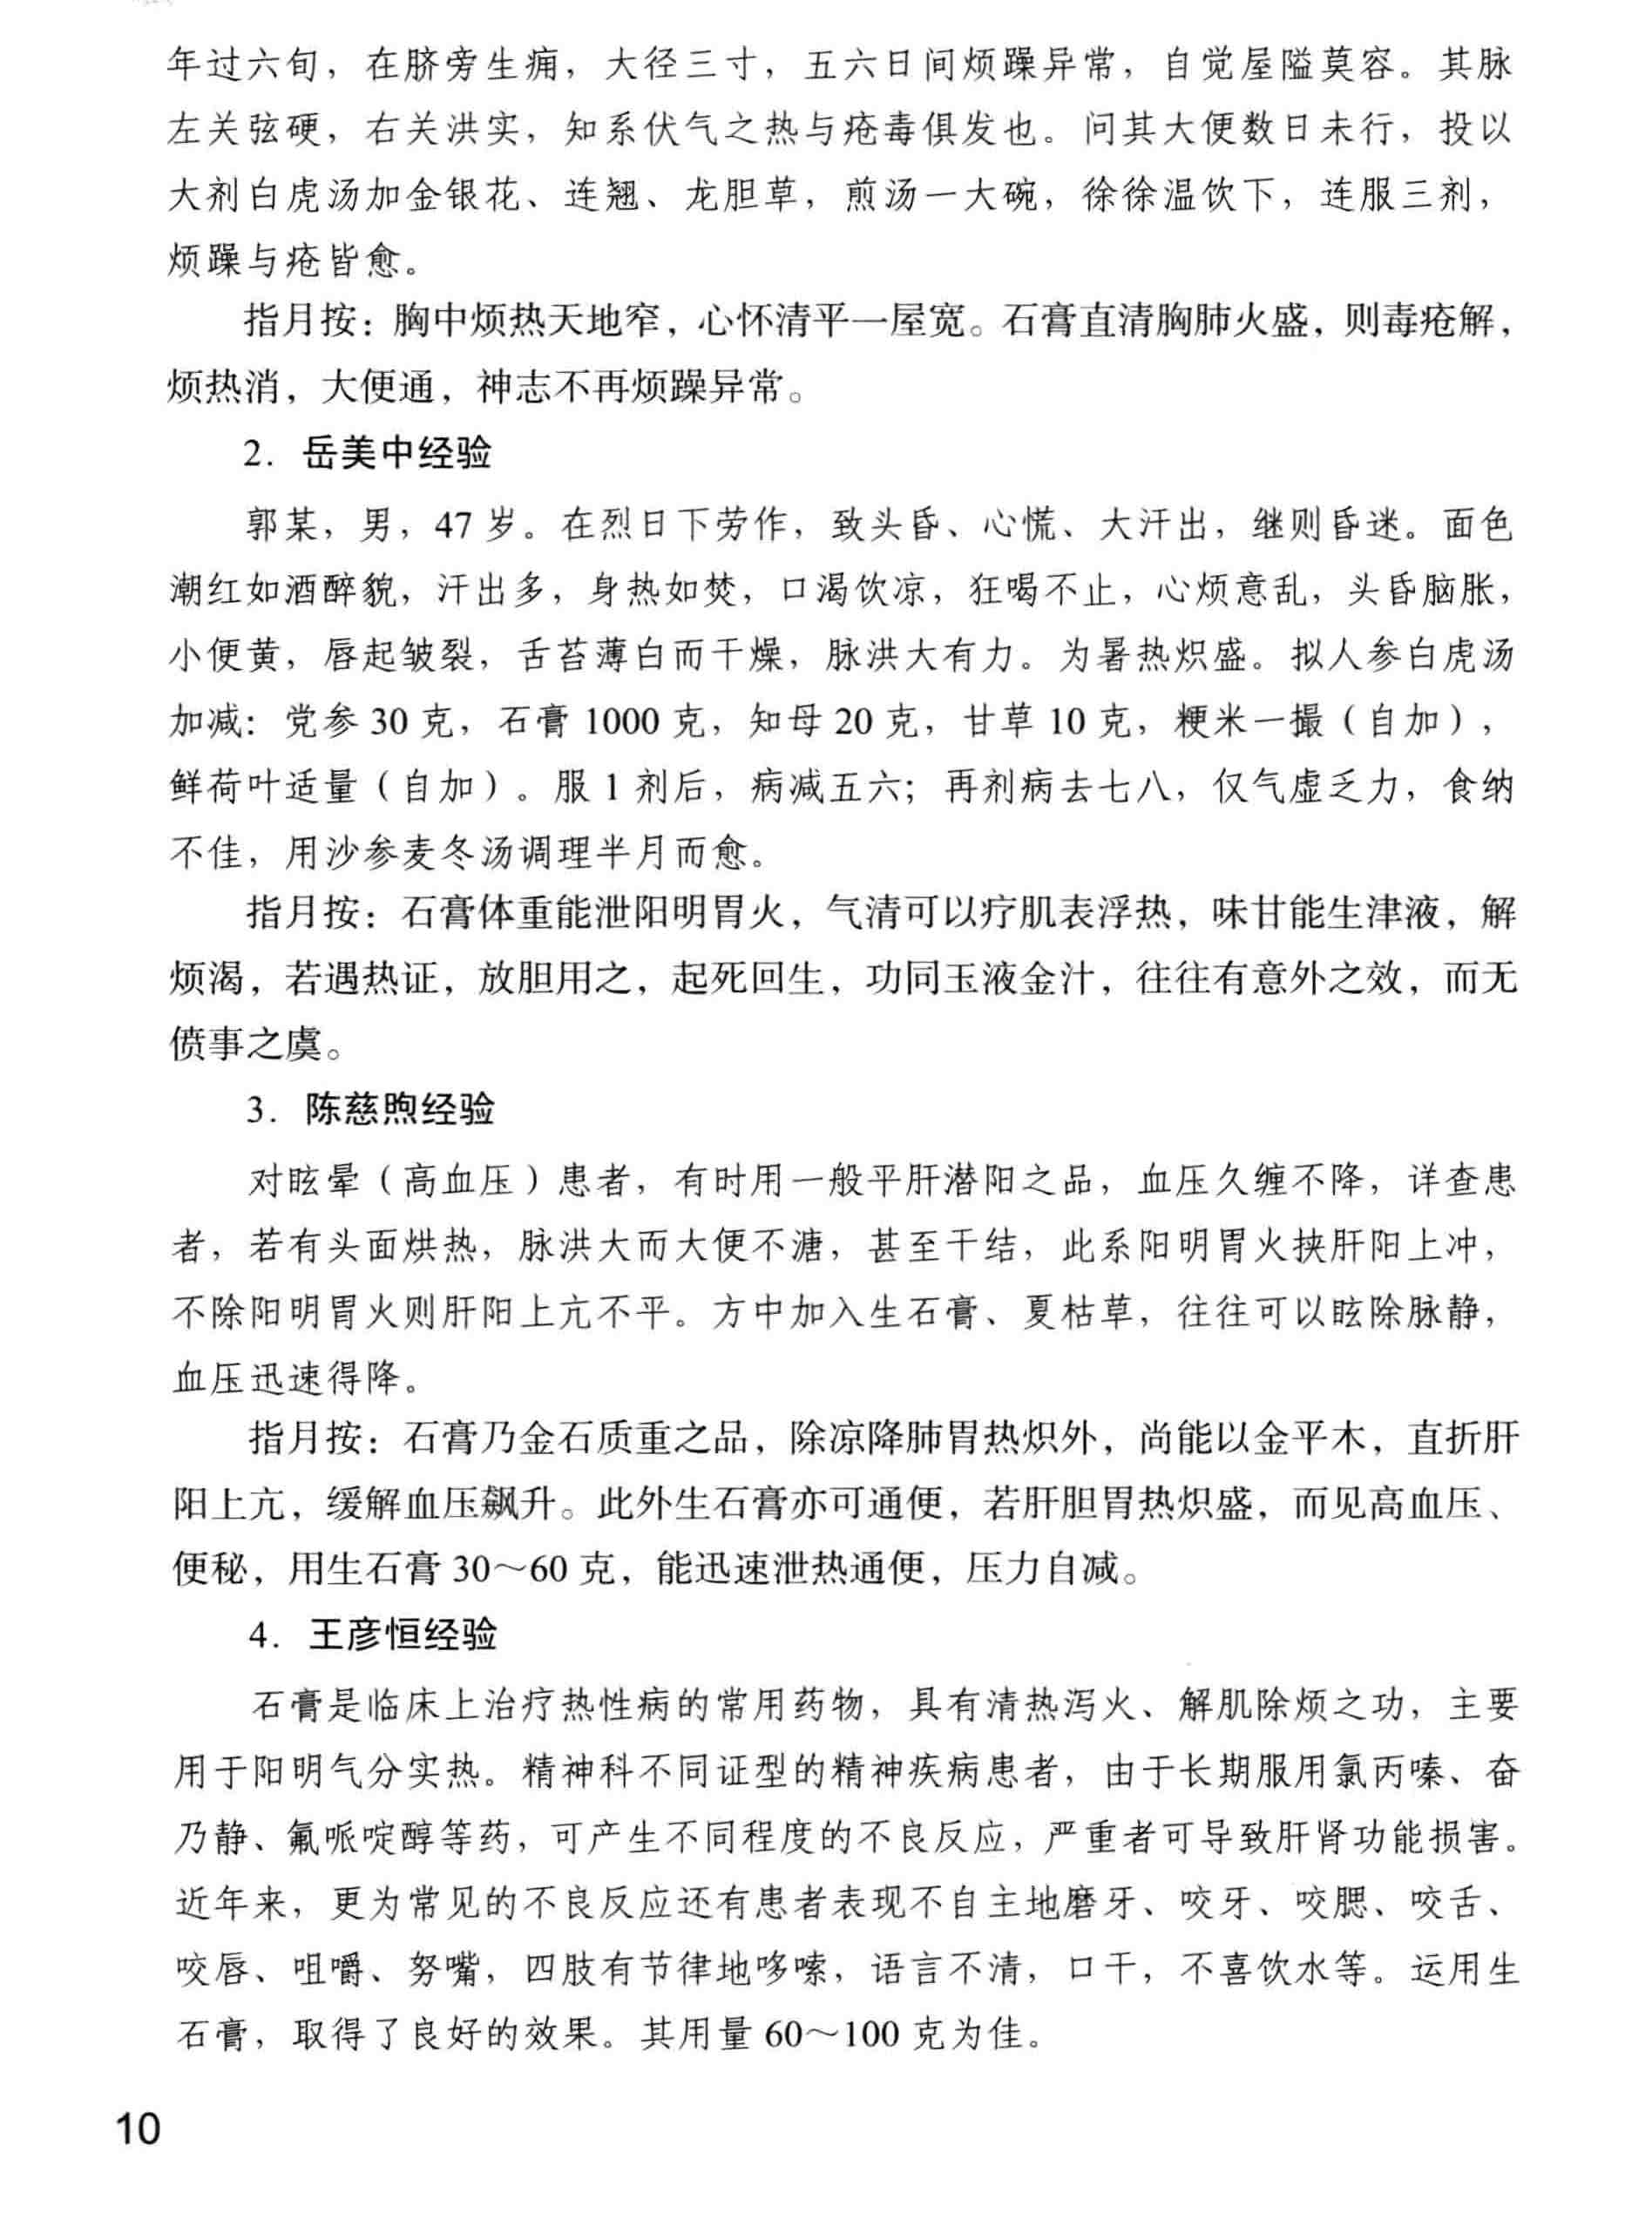 年过六旬，在脐旁生痈，大径三寸，五六日间烦躁异常，自觉屋隘莫容。其脉
左关弦硬，右关洪实，知系伏气之热与疮毒俱发也。问其大便数日未行，投以
大剂白虎汤加金银花、连翘、龙胆草，煎汤一大碗，徐徐温饮下，连服三剂，
烦躁与疮皆愈。
指月按：胸中烦热天地窄，心怀清平一屋宽。石膏直清胸肺火盛，则毒疮解，
烦热消，大便通，神志不再烦躁异常。
2. 岳美中经验
郭某，男，47 岁。在烈日下劳作，致头昏、心慌、大汗出，继则昏迷。面色
潮红如酒醉貌，汗出多，身热如焚，口渴饮凉，狂喝不止，心烦意乱，头昏脑胀，
小便黄，唇起皱裂，舌苔薄白而干燥，脉洪大有力。为暑热炽盛。拟人参白虎汤
加减：党参 30 克，石膏 1000 克，知母 20 克，甘草 10 克，粳米一撮（自加），
鲜荷叶适量（自加）。服 1 剂后，病减五六；再剂病去七八，仅气虚乏力，食纳
不佳，用沙参麦冬汤调理半月而愈。
指月按：石膏体重能泄阳明胃火，气清可以疗肌表浮热，味甘能生津液，解
烦渴，若遇热证，放胆用之，起死回生，功同玉液金汁，往往有意外之效，而无
偾事之虞。
3. 陈慈煦经验
对眩晕（高血压）患者，有时用一般平肝潜阳之品，血压久缠不降，详查患
者，若有头面烘热，脉洪大而大便不溏，甚至干结，此系阳明胃火挟肝阳上冲，
不除阳明胃火则肝阳上亢不平。方中加入生石膏、夏枯草，往往可以眩除脉静，
血压迅速得降。
指月按：石膏乃金石质重之品，除凉降肺胃热炽外，尚能以金平木，直折肝
阳上亢，缓解血压飙升。此外生石膏亦可通便，若肝胆胃热炽盛，而见高血压、
便秘，用生石膏 30～60 克，能迅速泄热通便，压力自减。
4. 王彦恒经验
石膏是临床上治疗热性病的常用药物，具有清热泻火、解肌除烦之功，主要
用于阳明气分实热。精神科不同证型的精神疾病患者，由于长期服用氯丙嗪、奋
乃静、氟哌啶醇等药，可产生不同程度的不良反应，严重者可导致肝肾功能损害。
近年来，更为常见的不良反应还有患者表现不自主地磨牙、咬牙、咬腮、咬舌、
咬唇、咀嚼、努嘴，四肢有节律地哆嗦，语言不清，口干，不喜饮水等。运用生
石膏，取得了良好的效果。其用量 60～100 克为佳。
10